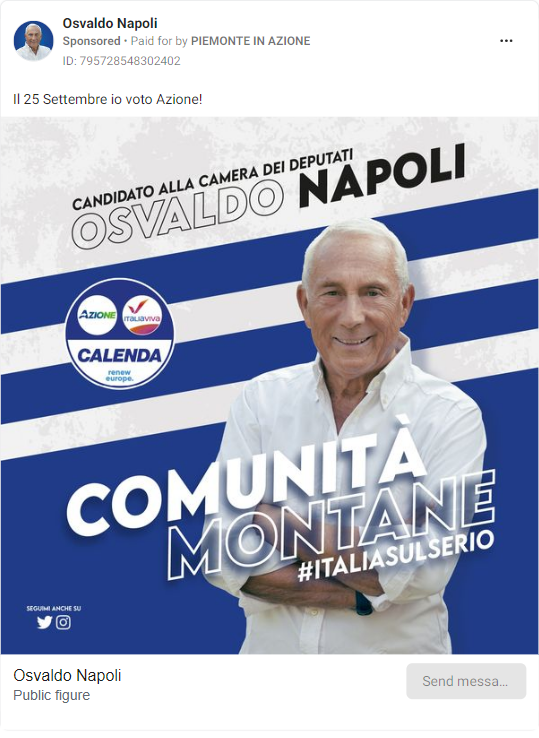 Osvaldo Napoli
Sponsored • Paid for by PIEMONTE IN AZIONE
ID: 795728548302402
Il 25 Settembre io voto Azione!
CANDIDATO ALLA CAMERA DEI DEPUTATI
OSVALDO NAPOLI
AZIONE
ITALIAVIVA
CALENDA
renew
europe.
COMUNITÀ
MONTANE
#ITALIASULSERIO
SEGUIMI ANCHE SU
Osvaldo Napoli
Public figure
Send messa...